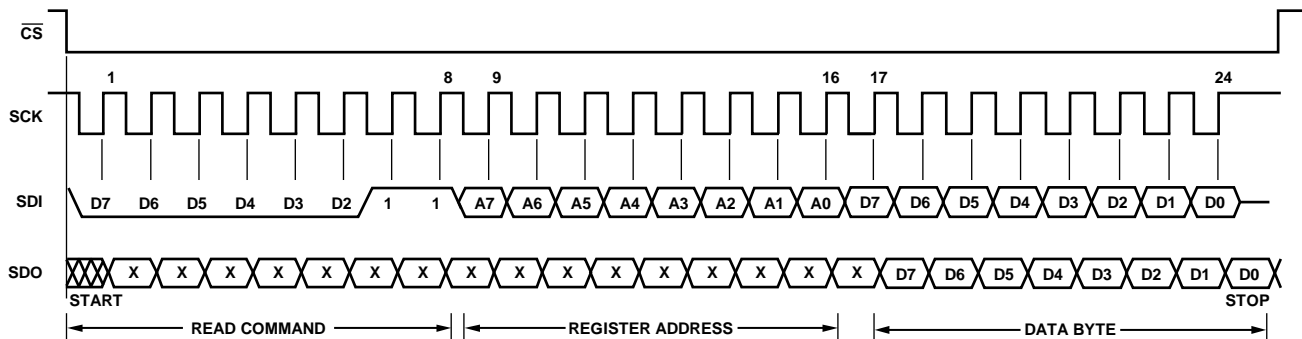 CS
1 8 9 16 17 24
SCK
SDI D7 D6 D5 D4 D3 D2 1 1 A7 A6 A5 A4 A3 A2 A1 A0 D7 D6 D5 D4 D3 D2 D1 D0
SDO X X X X X X X X X X X X X X X X D7 D6 D5 D4 D3 D2 D1 D0
START STOP
READ COMMAND REGISTER ADDRESS DATA BYTE